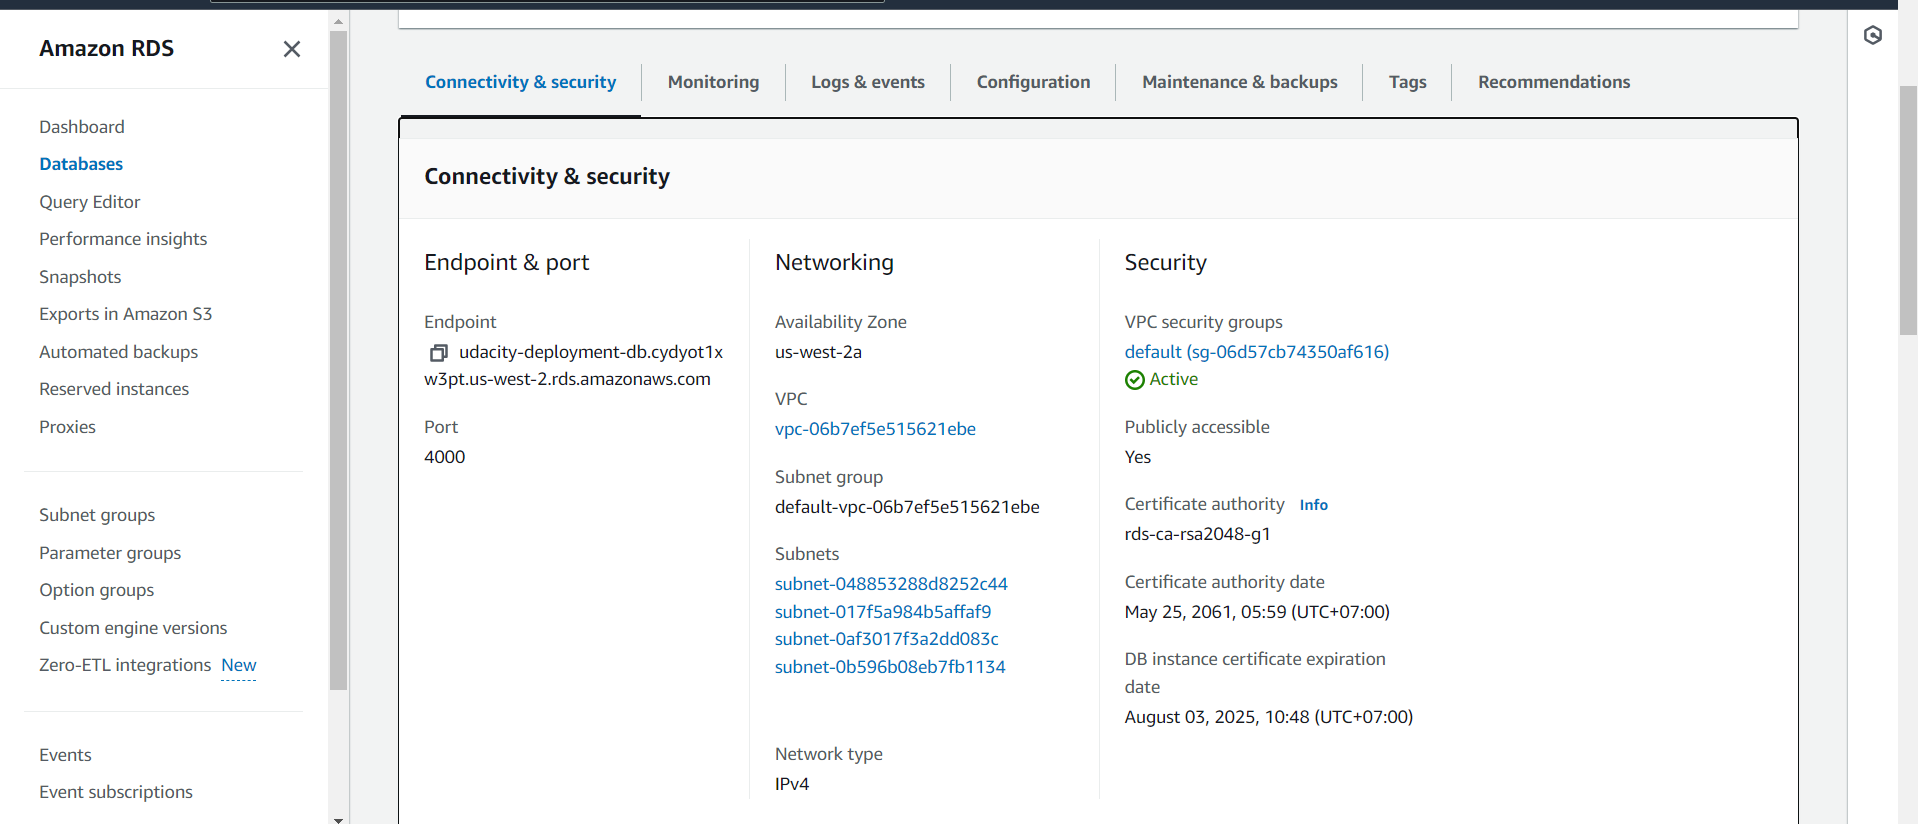 Amazon RDS
Dashboard
Databases
Query Editor
Performance insights
Snapshots
Exports in Amazon S3
Automated backups
Reserved instances
Proxies
Subnet groups
Parameter groups
Option groups
Custom engine versions
Zero-ETL integrations New
Events
Event subscriptions
Connectivity & security
Monitoring
Logs & events
Configuration
Maintenance & backups
Tags
Recommendations
Connectivity & security
Endpoint & port
Endpoint
udacity-deployment-db.cydyot1x
w3pt.us-west-2.rds.amazonaws.com
Port
4000
Networking
Availability Zone
us-west-2a
VPC
vpc-06b7ef5e515621ebe
Subnet group
default-vpc-06b7ef5e515621ebe
Subnets
subnet-048853288d8252c44
subnet-017f5a984b5affaf9
subnet-0af3017f3a2dd083c
subnet-0b596b08eb7fb1134
Network type
IPv4
Security
VPC security groups
default (sg-06d57cb74350af616)
Active
Publicly accessible
Yes
Certificate authority Info
rds-ca-rsa2048-g1
Certificate authority date
May 25, 2061, 05:59 (UTC+07:00)
DB instance certificate expiration
date
August 03, 2025, 10:48 (UTC+07:00)